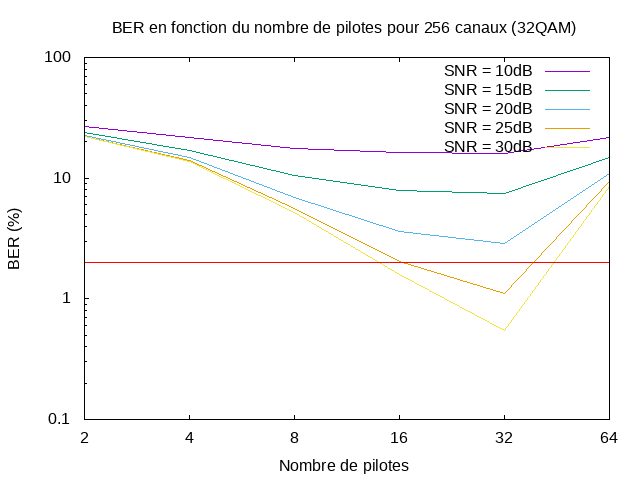 BER en fonction du nombre de pilotes pour 256 canaux (32QAM)
100
10
1
0.1
BER (%)
SNR = 10dB
SNR = 15dB
SNR = 20dB
SNR = 25dB
SNR = 30dB
2 4 8 16 32 64
Nombre de pilotes